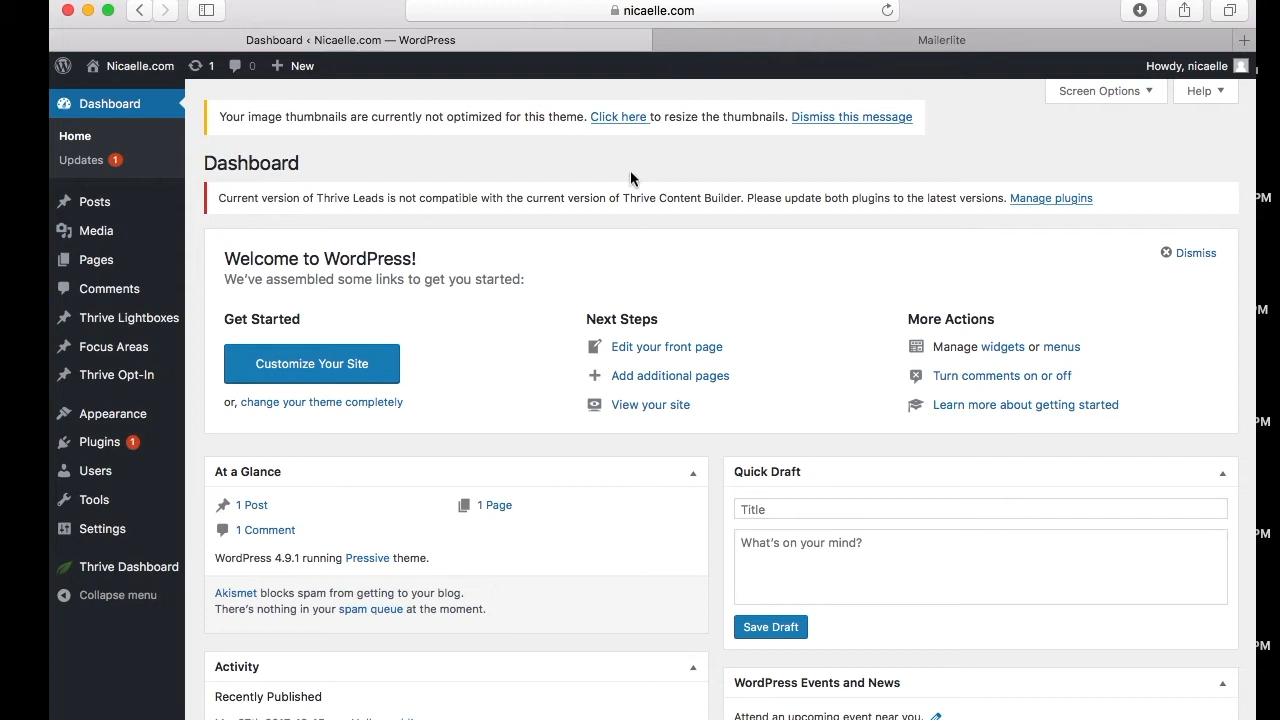 nicaelle.com
Dashboard ‹ Nicaelle.com — WordPress
Mailerlite
Nicaelle.com
1
0
New
Howdy, nicaelle
Dashboard
Home
Updates 1
Posts
Media
Pages
Comments
Thrive Lightboxes
Focus Areas
Thrive Opt-In
Appearance
Plugins 1
Users
Tools
Settings
Thrive Dashboard
Collapse menu
Screen Options
Help
Your image thumbnails are currently not optimized for this theme. Click here to resize the thumbnails. Dismiss this message
Dashboard
Current version of Thrive Leads is not compatible with the current version of Thrive Content Builder. Please update both plugins to the latest versions. Manage plugins
Welcome to WordPress!
We've assembled some links to get you started:
Dismiss
Get Started
Customize Your Site
or, change your theme completely
Next Steps
Edit your front page
Add additional pages
View your site
More Actions
Manage widgets or menus
Turn comments on or off
Learn more about getting started
At a Glance
1 Post
1 Page
1 Comment
WordPress 4.9.1 running Pressive theme.
Akismet blocks spam from getting to your blog.
There's nothing in your spam queue at the moment.
Activity
Recently Published
Quick Draft
Title
What's on your mind?
Save Draft
WordPress Events and News
Attend an upcoming event near you.
PM
M
PM
PM
PM